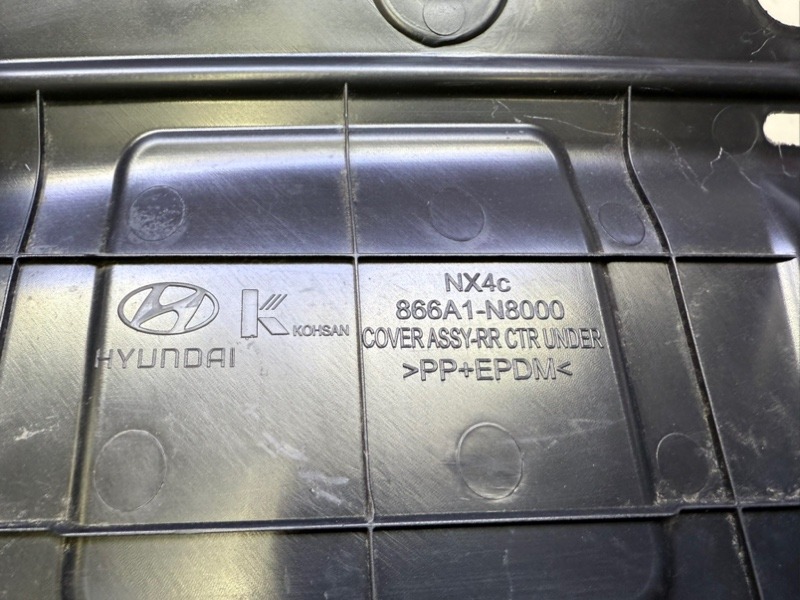 HYUNDAI
K KOHSAN
NX4c
866A1-N8000
COVER ASSY-RR CTR UNDER
>PP+EPDM<